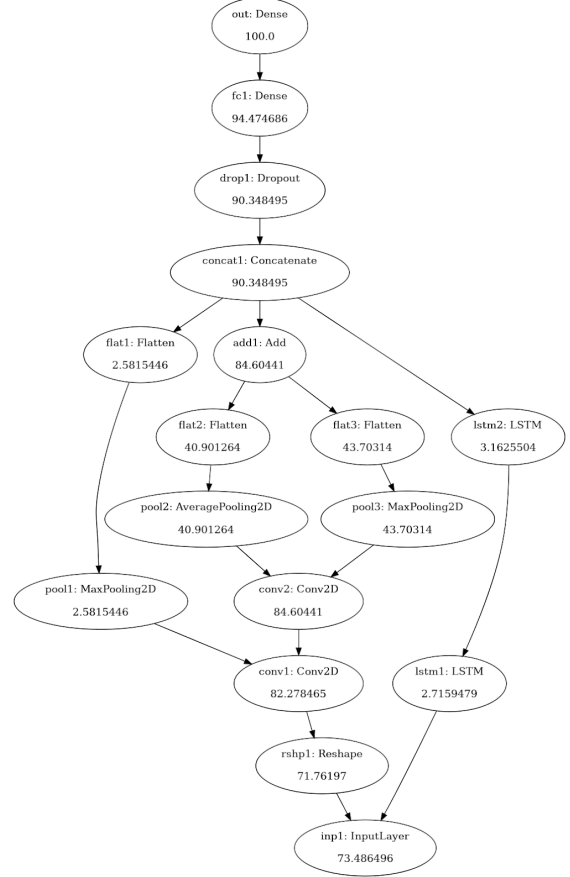 out: Dense
100.0
fc1: Dense
94.474686
drop1: Dropout
90.348495
concat1: Concatenate
90.348495
flat1: Flatten
2.5815446
add1: Add
84.60441
flat2: Flatten
40.901264
flat3: Flatten
43.70314
lstm2: LSTM
3.1625504
pool2: AveragePooling2D
40.901264
pool3: MaxPooling2D
43.70314
pool1: MaxPooling2D
2.5815446
conv2: Conv2D
84.60441
conv1: Conv2D
82.278465
lstm1: LSTM
2.7159479
rshp1: Reshape
71.76197
inp1: InputLayer
73.486496